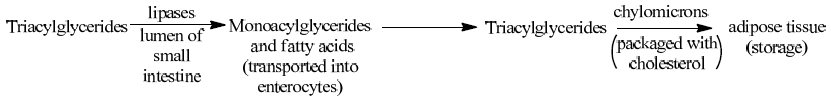 Triacylglycerides
lipases
lumen of
small
intestine
Monoacylglycerides
and fatty acids
(transported into
enterocytes)
Triacylglycerides
chylomicrons
(packaged with
cholesterol)
adipose tissue
(storage)